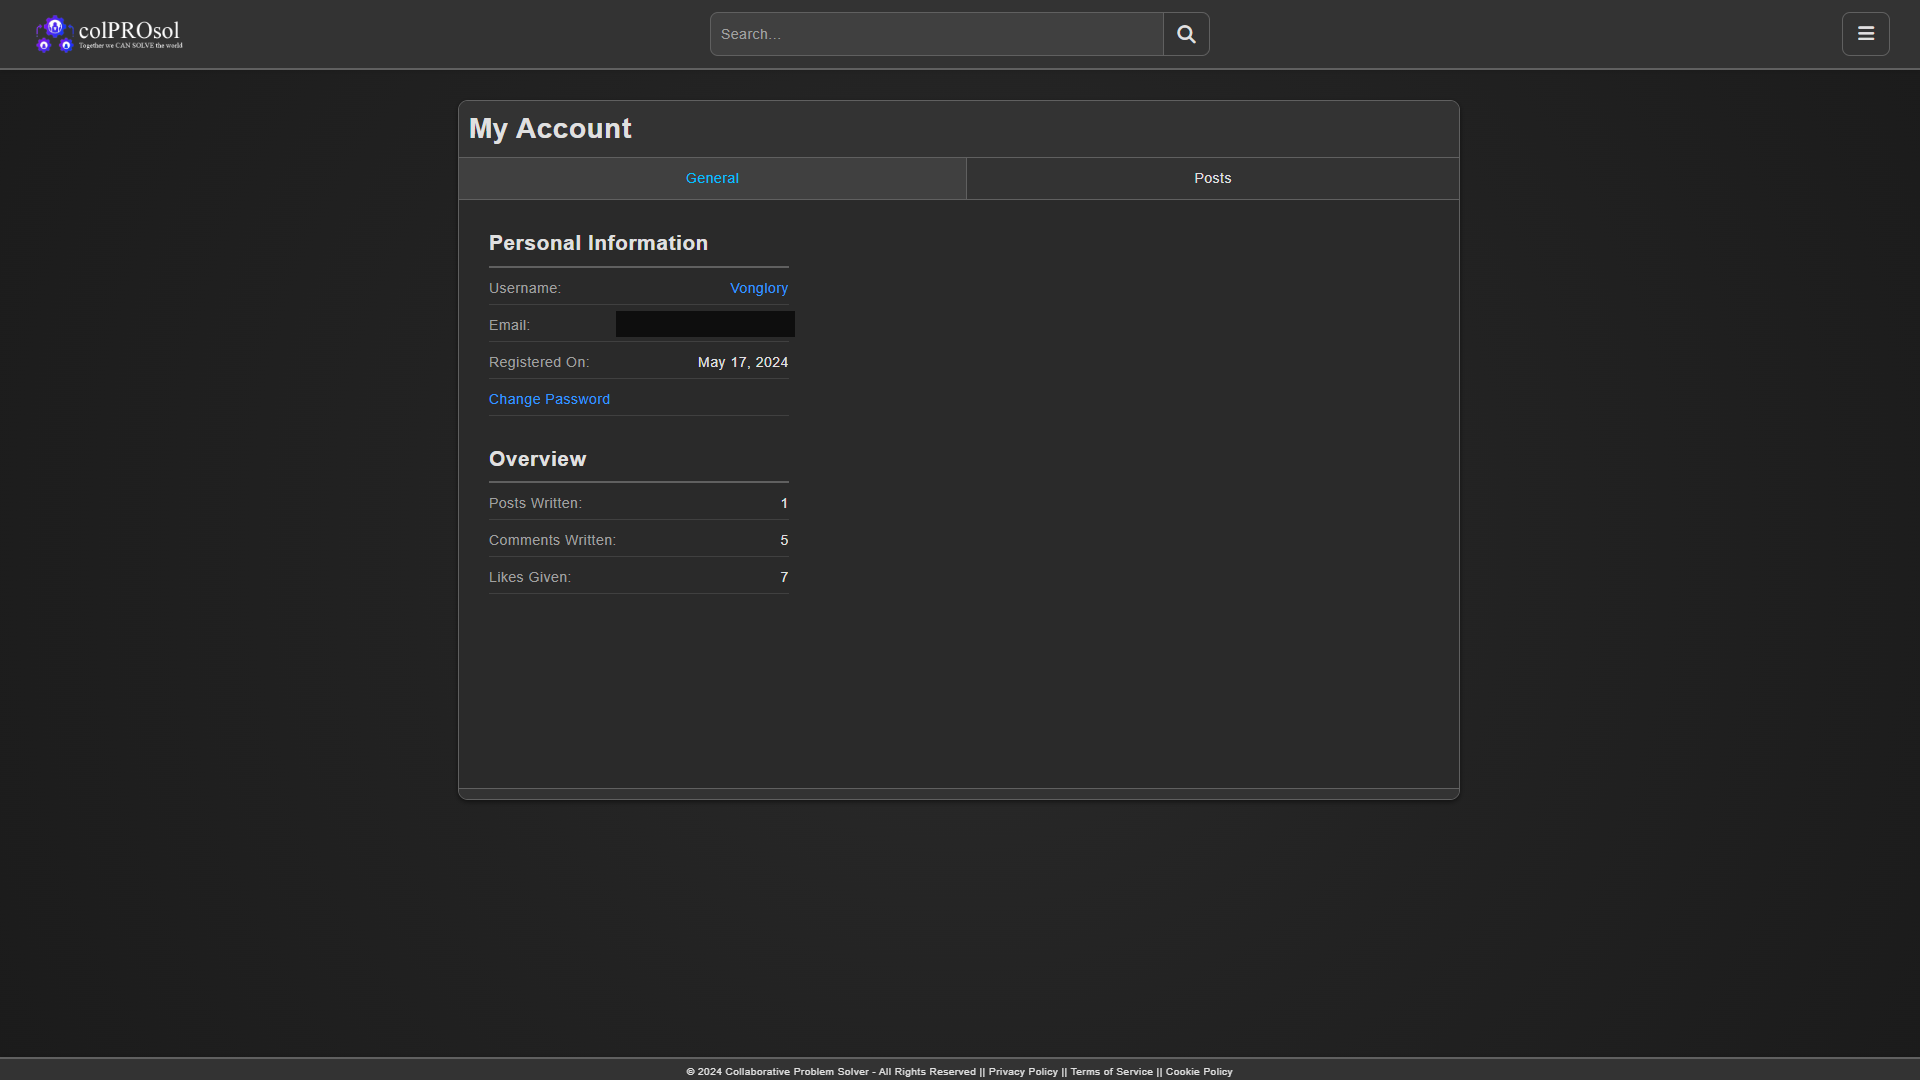 colPROsol
Together we CAN SOLVE the world
Search...
My Account
General
Posts
Personal Information
Username: Vonglory
Email:
Registered On: May 17, 2024
Change Password
Overview
Posts Written: 1
Comments Written: 5
Likes Given: 7
© 2024 Collaborative Problem Solver - All Rights Reserved || Privacy Policy || Terms of Service || Cookie Policy